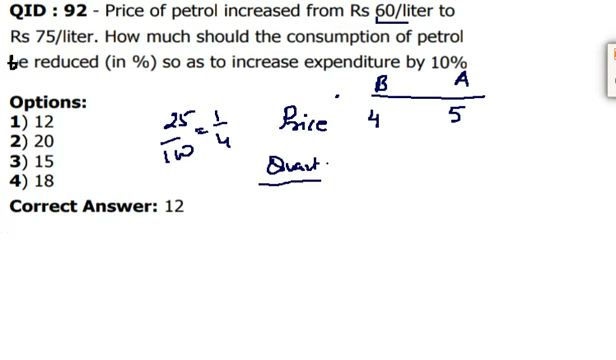 QID : 92 - Price of petrol increased from Rs 60/liter to
Rs 75/liter. How much should the consumption of petrol
be reduced (in %) so as to increase expenditure by 10%
Options:
1) 12
2) 20
3) 15
4) 18
Correct Answer: 12
B A
Price 4 5
25/100 = 1/4
Quant.